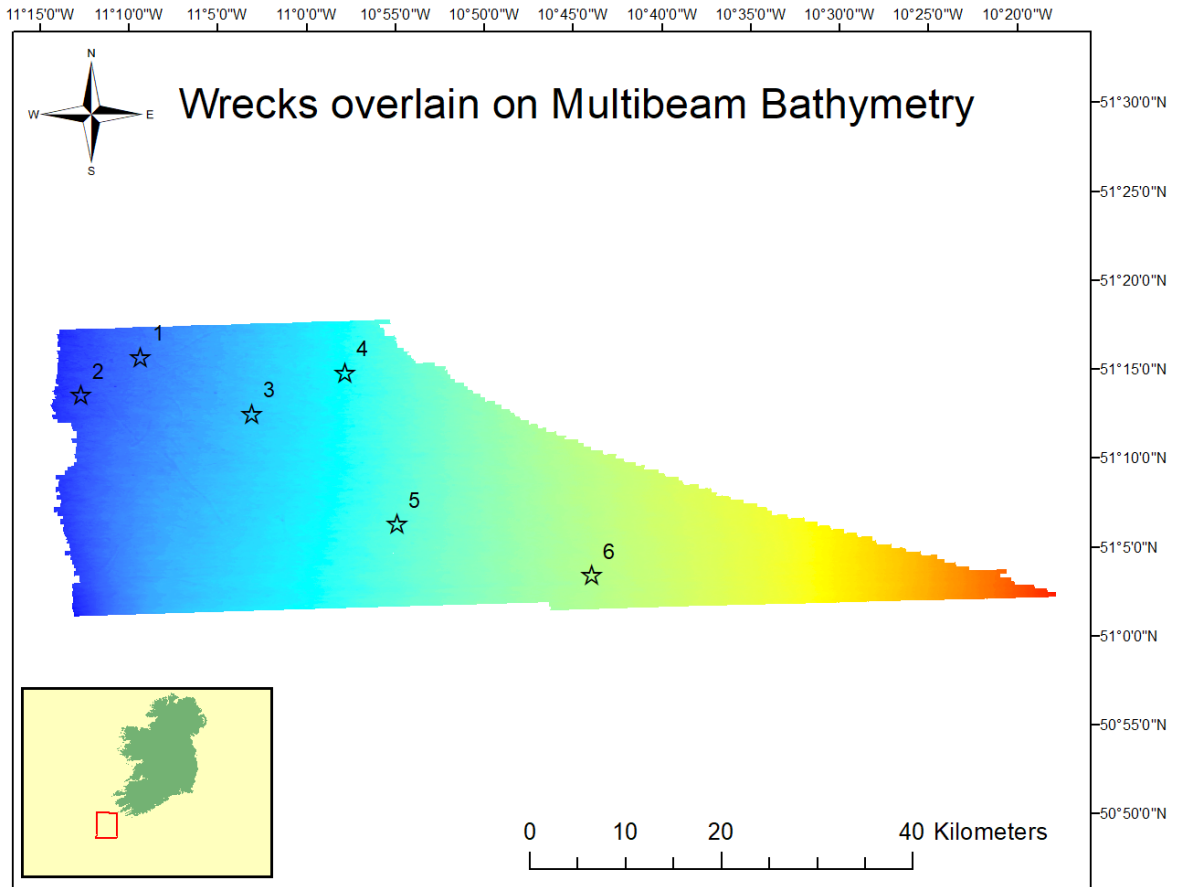 11°15'0"W 11°10'0"W 11°5'0"W 11°0'0"W 10°55'0"W 10°50'0"W 10°45'0"W 10°40'0"W 10°35'0"W 10°30'0"W 10°25'0"W 10°20'0"W
N
W E
S
Wrecks overlain on Multibeam Bathymetry
51°30'0"N
51°25'0"N
51°20'0"N
1
4
51°15'0"N
2
3
51°10'0"N
5
6
51°5'0"N
51°0'0"N
50°55'0"N
50°50'0"N
0 10 20 40 Kilometers